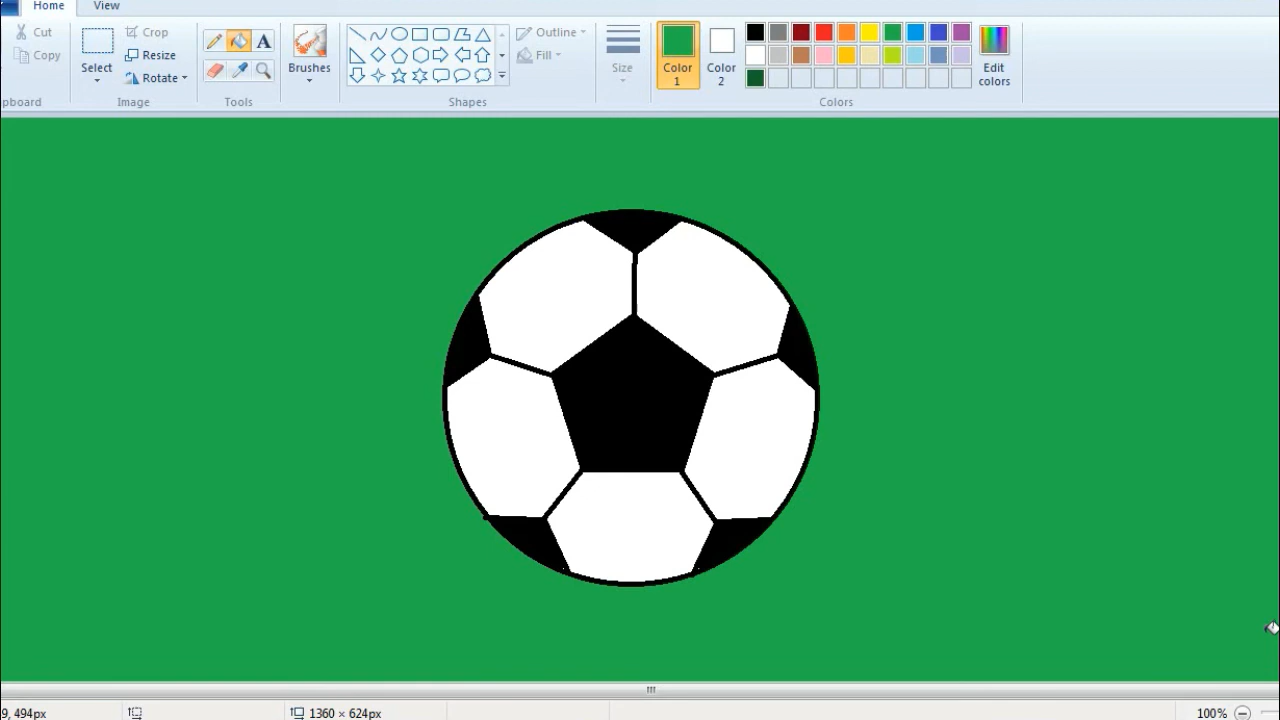 Home View
Cut Crop Outline
Copy Resize Select Rotate Brushes Fill Size Color 1 Color 2 Edit colors
A
pboard Image Tools Shapes Colors
9, 494px 1360 × 624px 100%